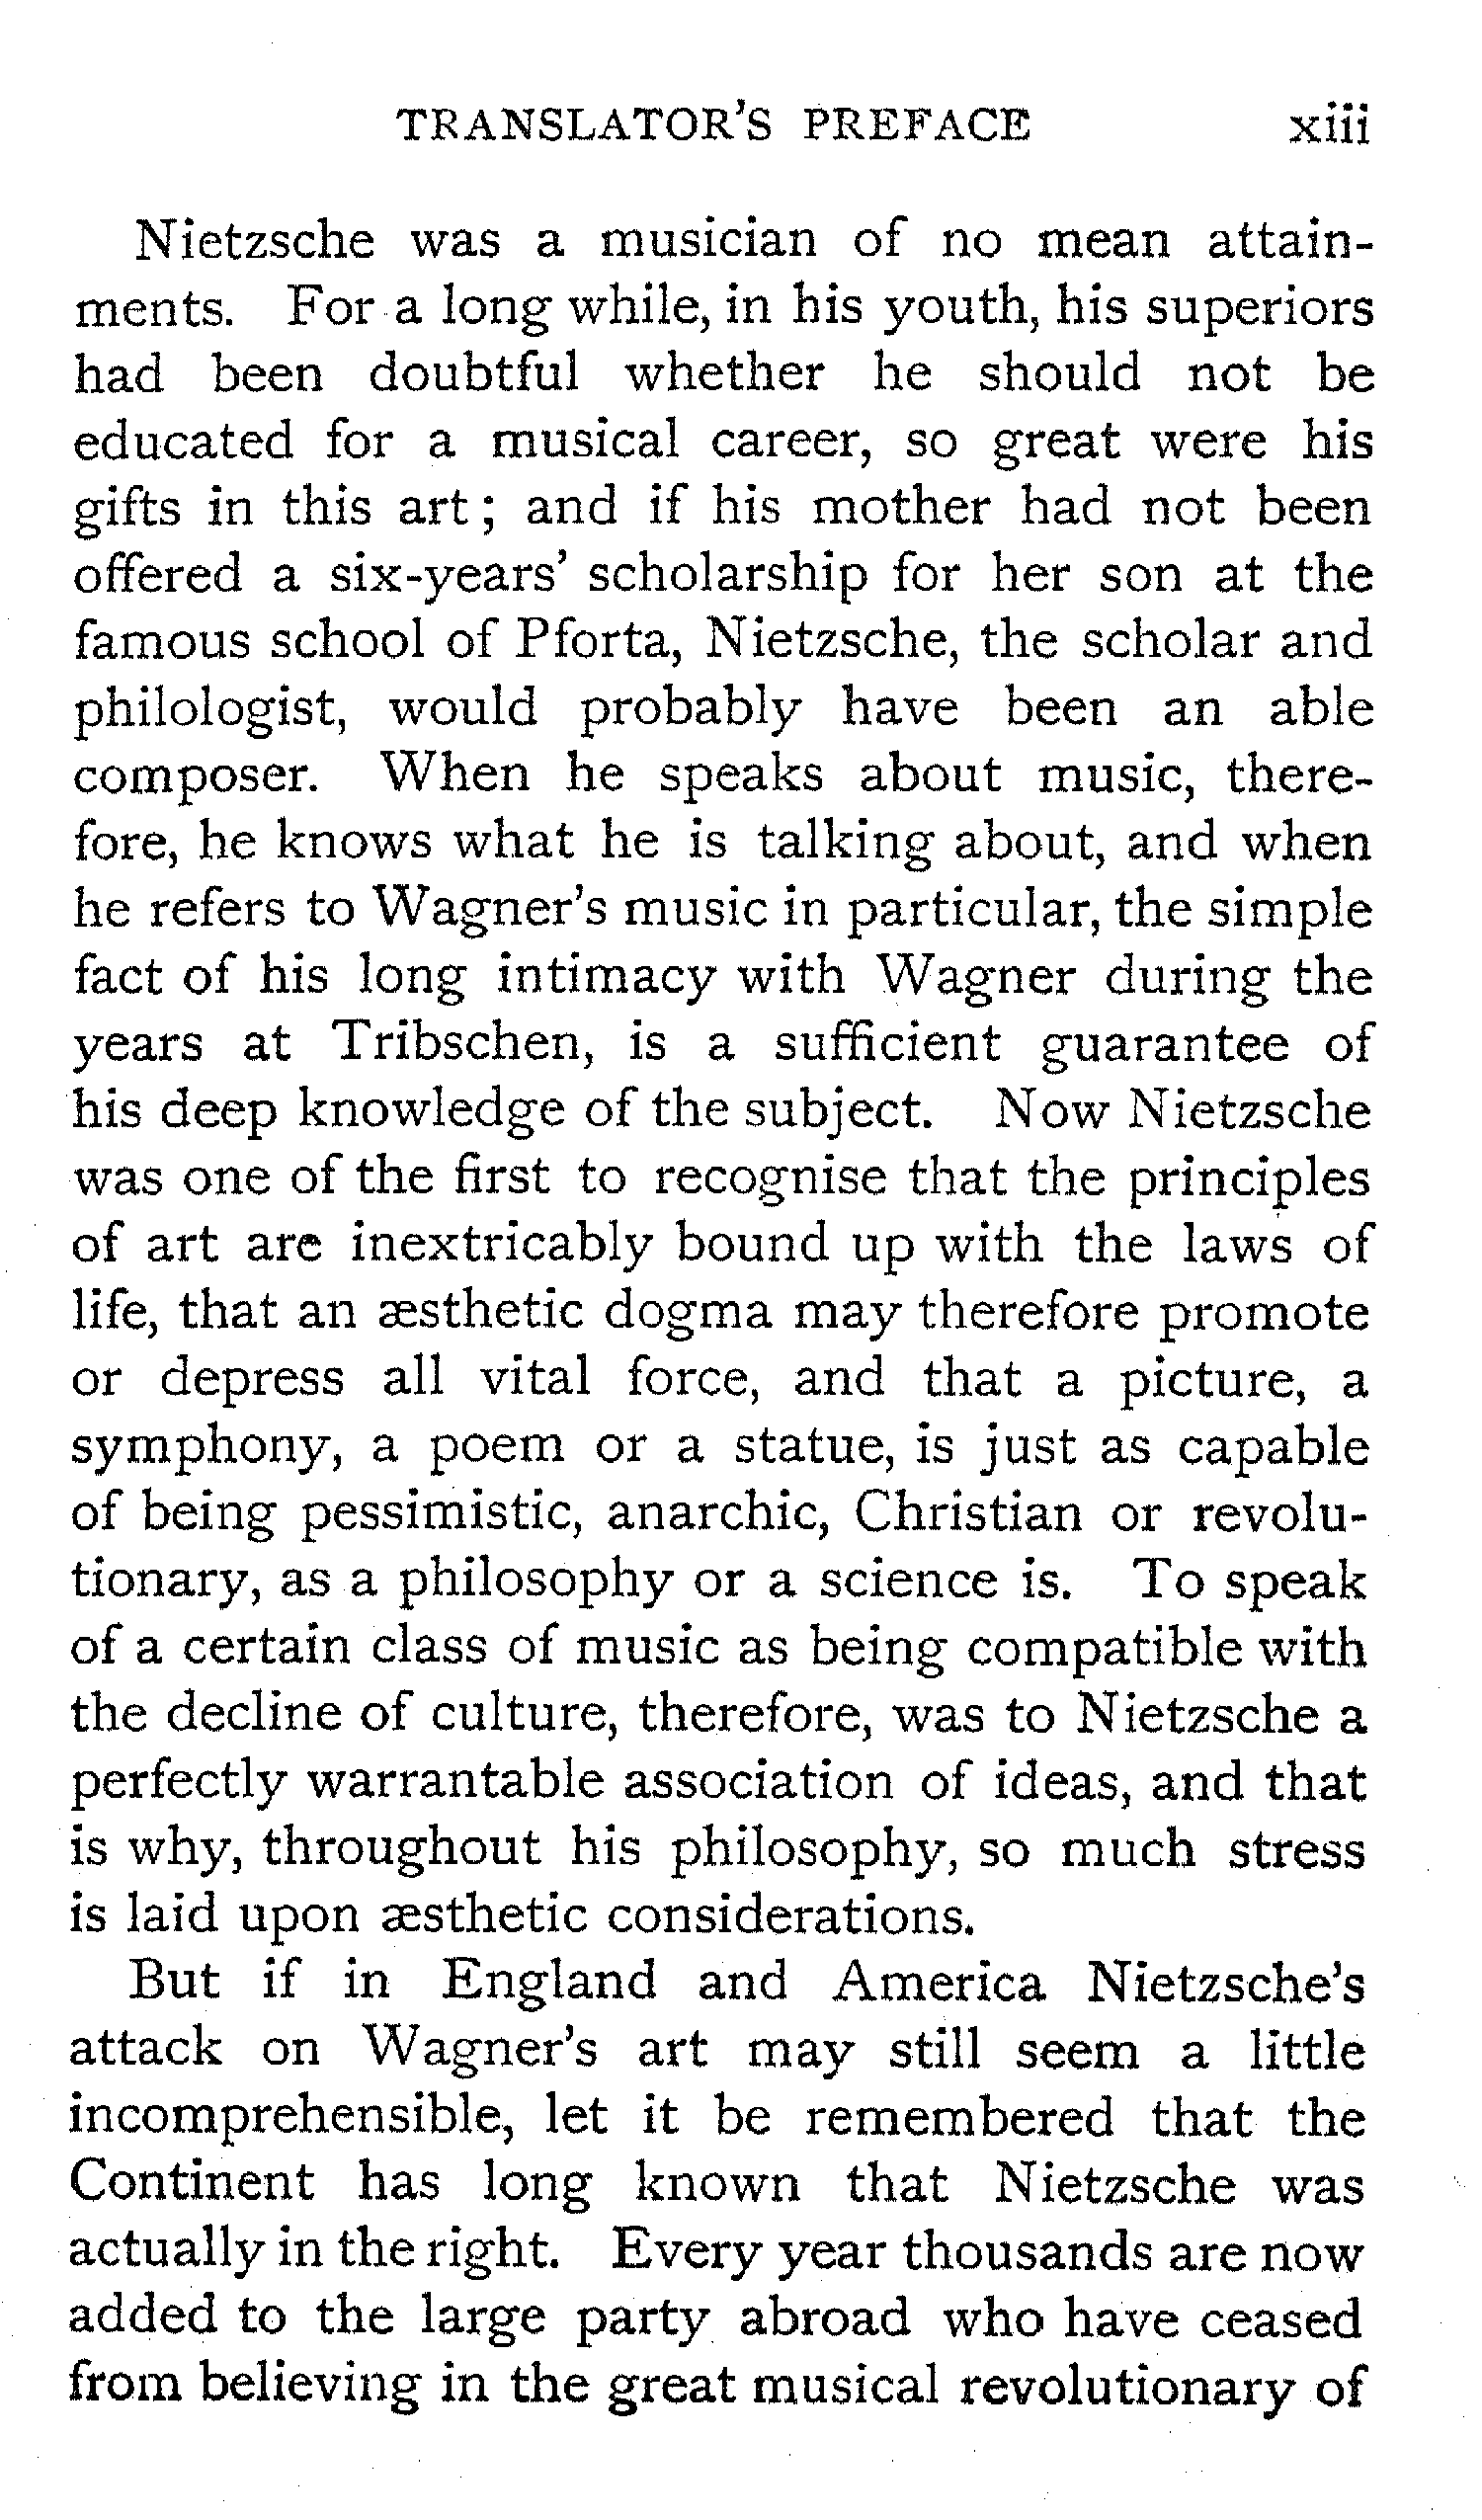 TRANSLATOR'S PREFACE xiii
Nietzsche was a musician of no mean attain-
ments. For a long while, in his youth, his superiors
had been doubtful whether he should not be
educated for a musical career, so great were his
gifts in this art; and if his mother had not been
offered a six-years' scholarship for her son at the
famous school of Pforta, Nietzsche, the scholar and
philologist, would probably have been an able
composer. When he speaks about music, there-
fore, he knows what he is talking about, and when
he refers to Wagner's music in particular, the simple
fact of his long intimacy with Wagner during the
years at Tribschen, is a sufficient guarantee of
his deep knowledge of the subject. Now Nietzsche
was one of the first to recognise that the principles
of art are inextricably bound up with the laws of
life, that an æsthetic dogma may therefore promote
or depress all vital force, and that a picture, a
symphony, a poem or a statue, is just as capable
of being pessimistic, anarchic, Christian or revolu-
tionary, as a philosophy or a science is. To speak
of a certain class of music as being compatible with
the decline of culture, therefore, was to Nietzsche a
perfectly warrantable association of ideas, and that
is why, throughout his philosophy, so much stress
is laid upon æsthetic considerations.
But if in England and America Nietzsche's
attack on Wagner's art may still seem a little
incomprehensible, let it be remembered that the
Continent has long known that Nietzsche was
actually in the right. Every year thousands are now
added to the large party abroad who have ceased
from believing in the great musical revolutionary of